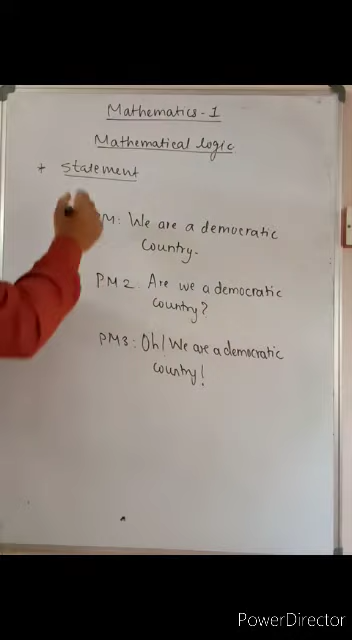 Mathematics - 1
Mathematical logic
* Statement
M: We are a democratic
Country.
PM 2: Are we a democratic
country?
PM3: Oh! We are a democratic
country!
PowerDirector